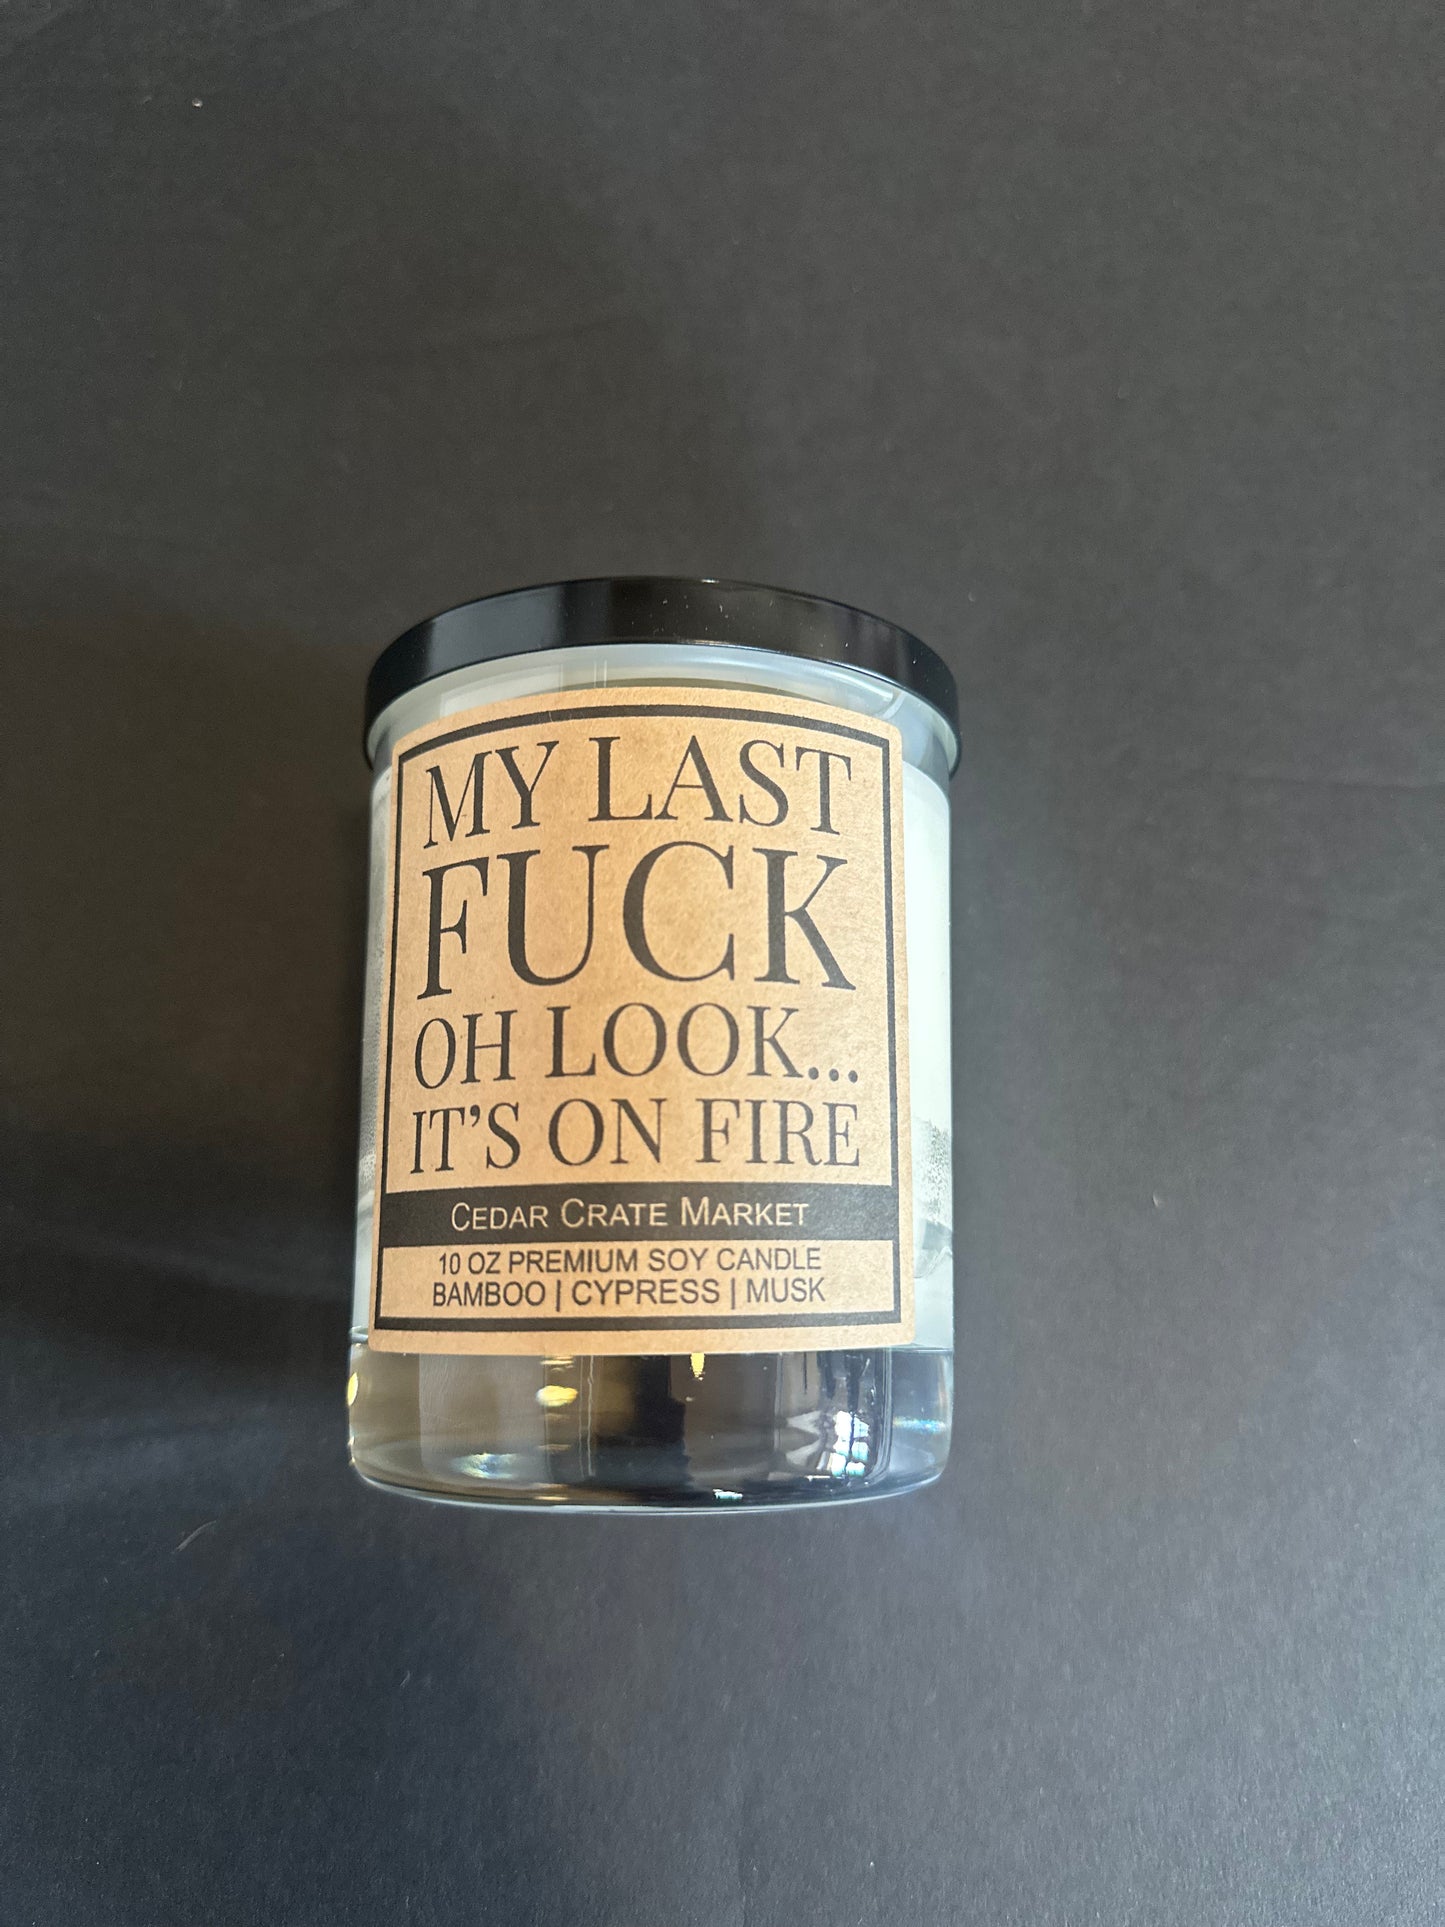 MY LAST
FUCK
OH LOOK...
IT'S ON FIRE
CEDAR CRATE MARKET
10 OZ PREMIUM SOY CANDLE
BAMBOO | CYPRESS | MUSK